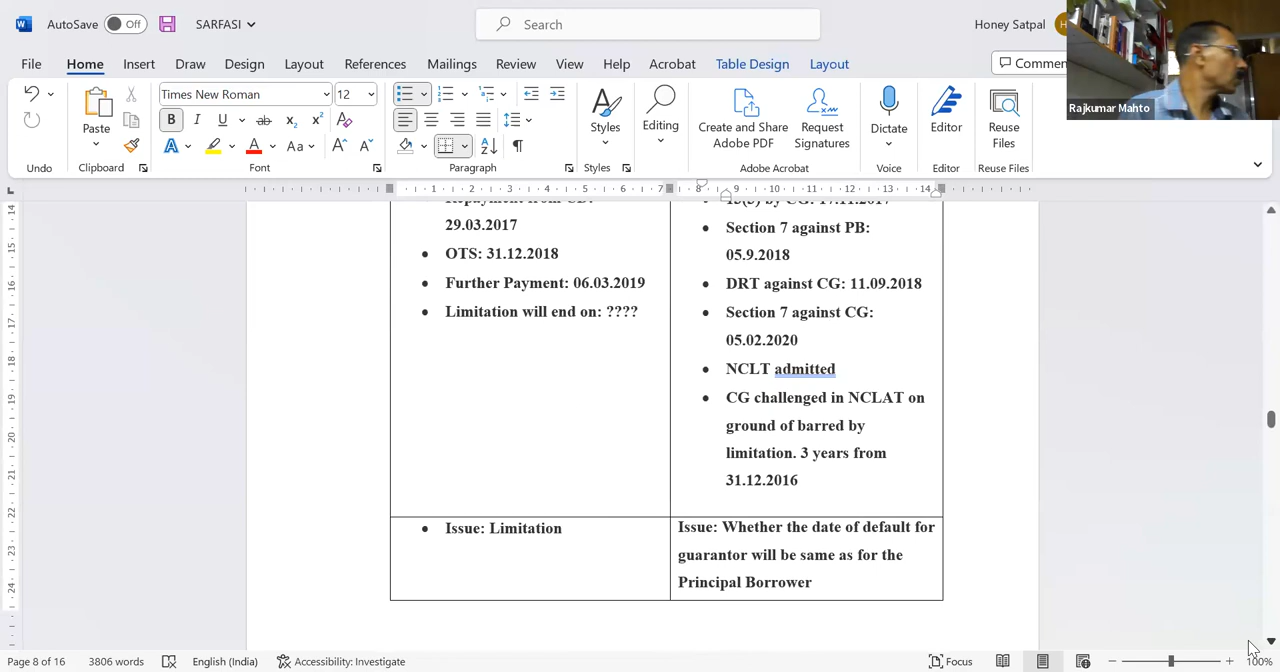 AutoSave Off SARFASI Search Honey Satpal
File Home Insert Draw Design Layout References Mailings Review View Help Acrobat Table Design Layout
Rajkumar Mahto
Times New Roman 12
Paste Styles Editing Create and Share Adobe PDF Request Signatures Dictate Editor Reuse Files
Undo Clipboard Font Paragraph Styles Adobe Acrobat Voice Editor Reuse Files
29.03.2017
OTS: 31.12.2018
Further Payment: 06.03.2019
Limitation will end on: ????
Section 7 against PB:
05.9.2018
DRT against CG: 11.09.2018
Section 7 against CG:
05.02.2020
NCLT admitted
CG challenged in NCLAT on
ground of barred by
limitation. 3 years from
31.12.2016
Issue: Limitation
Issue: Whether the date of default for
guarantor will be same as for the
Principal Borrower
Page 8 of 16 3806 words English (India) Accessibility: Investigate Focus 100%